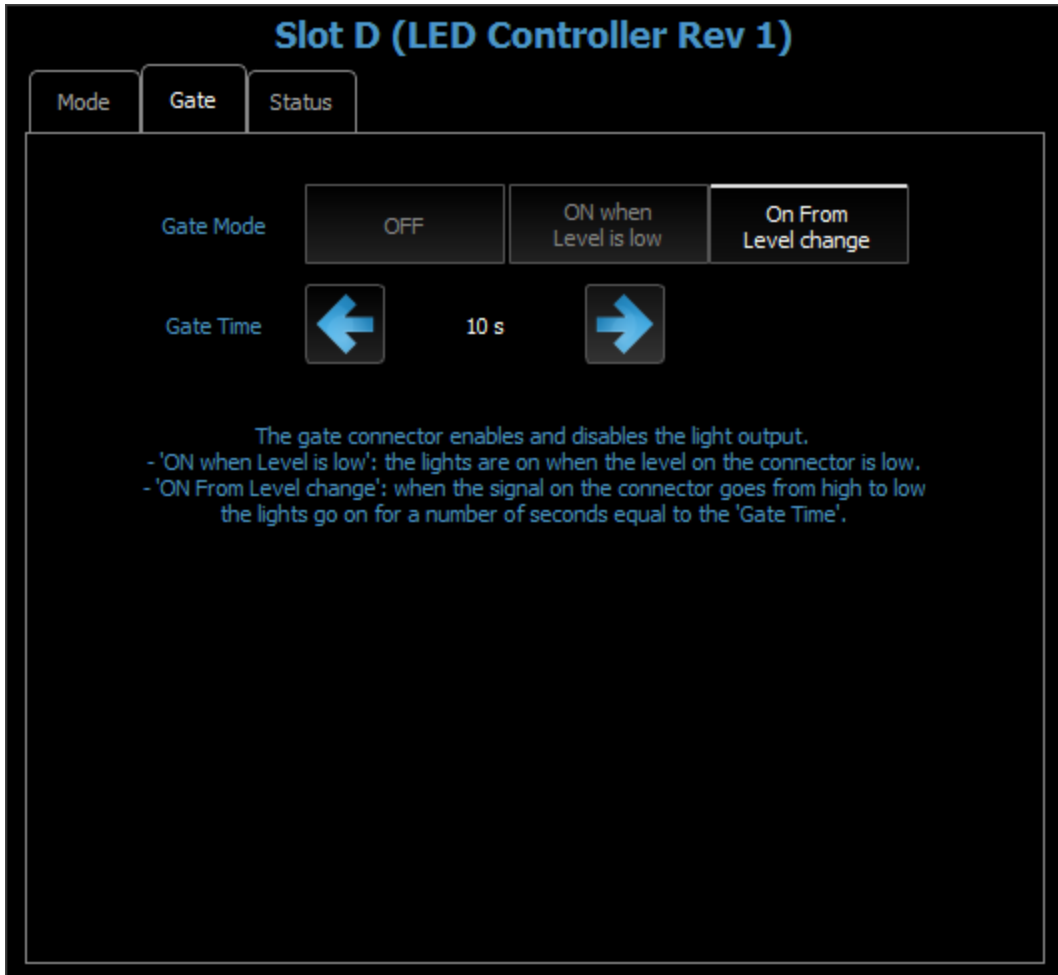 Slot D (LED Controller Rev 1)
Mode
Gate
Status
Gate Mode
OFF
ON when
Level is low
On From
Level change
Gate Time
10 s
The gate connector enables and disables the light output.
- 'ON when Level is low': the lights are on when the level on the connector is low.
- 'ON From Level change': when the signal on the connector goes from high to low
the lights go on for a number of seconds equal to the 'Gate Time'.